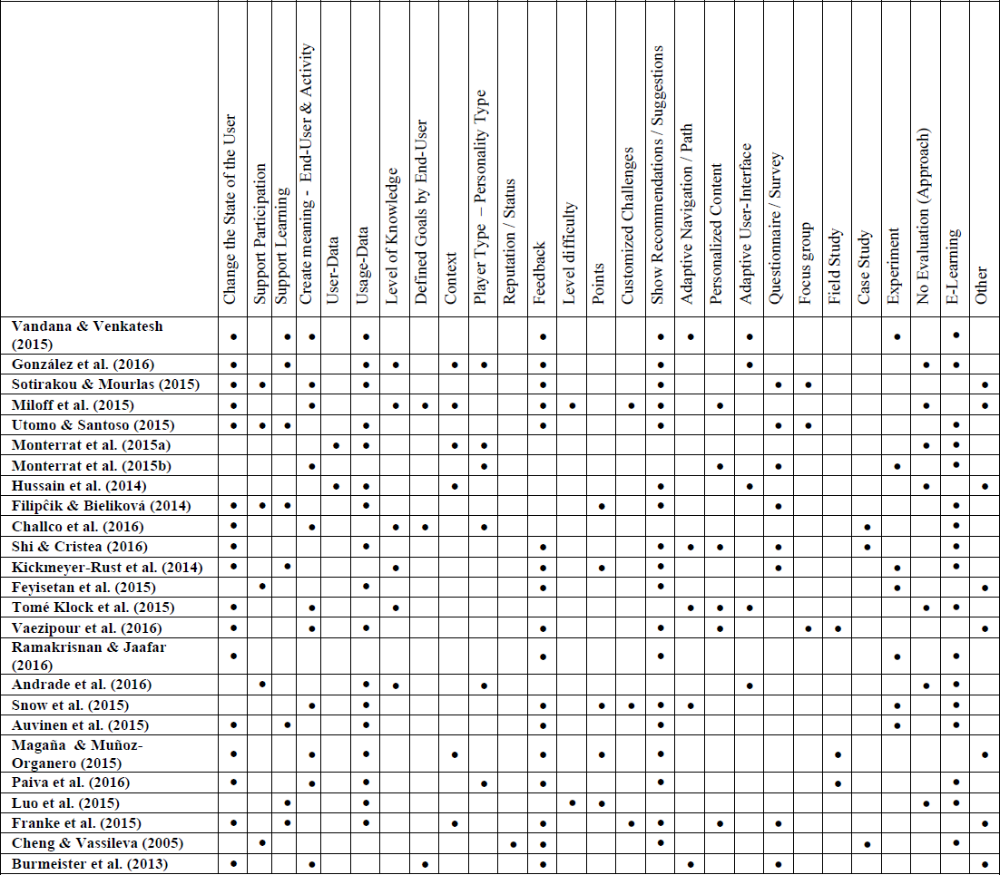 Change the State of the User
Support Participation
Support Learning
Create meaning - End-User & Activity
User-Data
Usage-Data
Level of Knowledge
Defined Goals by End-User
Context
Player Type – Personality Type
Reputation / Status
Feedback
Level difficulty
Points
Customized Challenges
Show Recommendations / Suggestions
Adaptive Navigation / Path
Personalized Content
Adaptive User-Interface
Questionnaire / Survey
Focus group
Field Study
Case Study
Experiment
No Evaluation (Approach)
E-Learning
Other
Vandana & Venkatesh
(2015)
● ● ● ● ● ● ● ● ● ●
González et al. (2016) ● ● ● ● ● ● ● ● ● ● ●
Sotirakou & Mourlas (2015) ● ● ● ● ● ● ● ● ●
Miloff et al. (2015) ● ● ● ● ● ● ● ● ● ● ● ●
Utomo & Santoso (2015) ● ● ● ● ● ● ● ● ●
Monterrat et al. (2015a) ● ● ● ● ● ●
Monterrat et al. (2015b) ● ● ● ● ● ●
Hussain et al. (2014) ● ● ● ● ● ● ●
Filipĉik & Bieliková (2014) ● ● ● ● ● ● ● ●
Challco et al. (2016) ● ● ● ● ● ● ●
Shi & Cristea (2016) ● ● ● ● ● ● ● ● ●
Kickmeyer-Rust et al. (2014) ● ● ● ● ● ● ● ● ●
Feyisetan et al. (2015) ● ● ● ● ● ●
Tomé Klock et al. (2015) ● ● ● ● ● ● ● ●
Vaezipour et al. (2016) ● ● ● ● ● ● ● ● ●
Ramakrisnan & Jaafar
(2016)
● ● ● ● ●
Andrade et al. (2016) ● ● ● ● ● ● ●
Snow et al. (2015) ● ● ● ● ● ● ● ● ●
Auvinen et al. (2015) ● ● ● ● ● ● ●
Magaña & Muñoz-
Organero (2015)
● ● ● ● ● ● ● ● ●
Paiva et al. (2016) ● ● ● ● ● ● ● ●
Luo et al. (2015) ● ● ● ● ● ●
Franke et al. (2015) ● ● ● ● ● ● ● ● ● ●
Cheng & Vassileva (2005) ● ● ● ● ● ●
Burmeister et al. (2013) ● ● ● ● ● ● ●